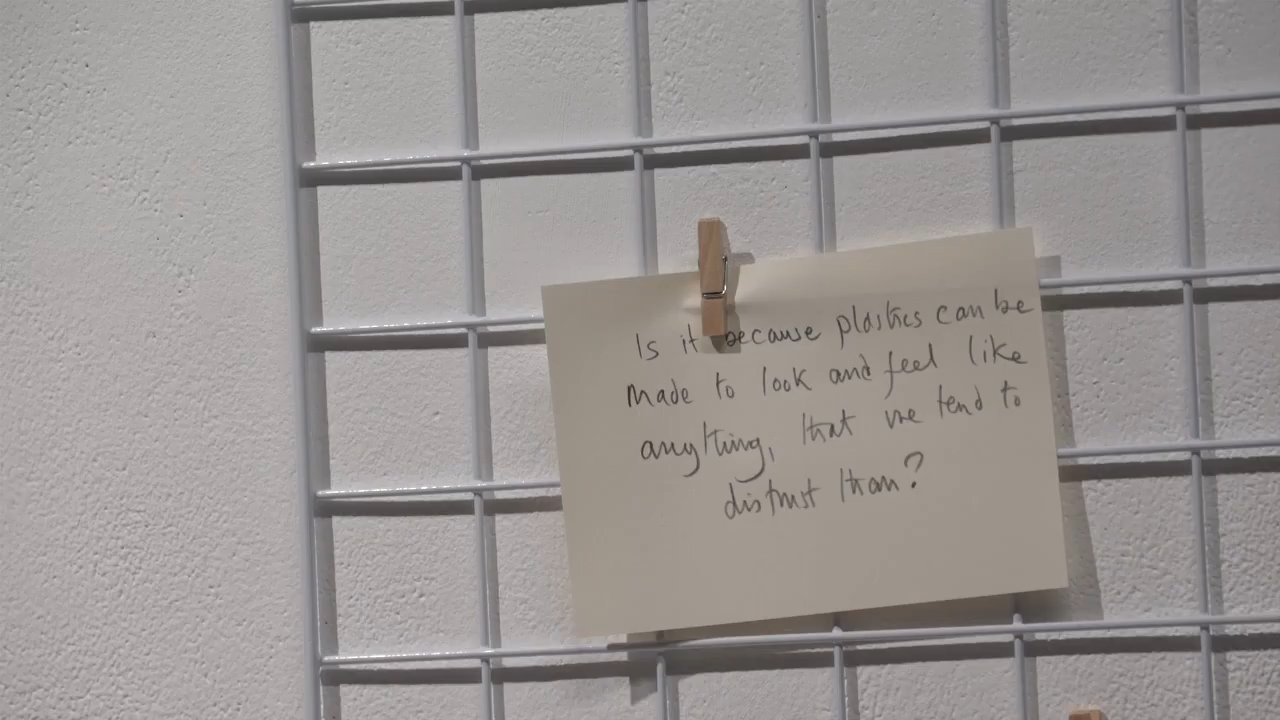 Is it because plastics can be
made to look and feel like
anything, that we tend to
distrust them?